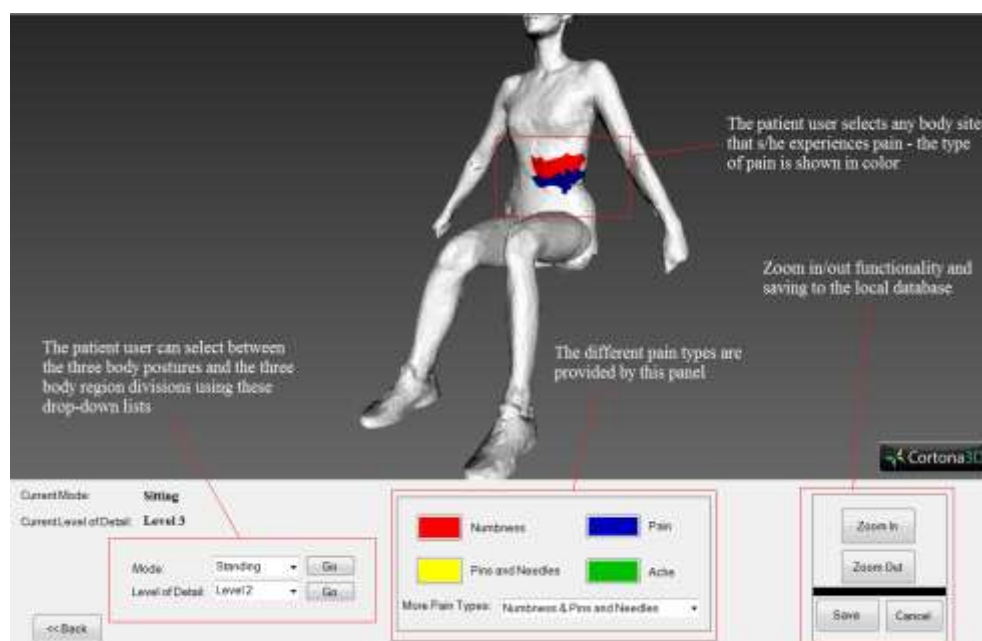 The patient user selects any body site
that s/he experiences pain - the type
of pain is shown in color
Zoom in/out functionality and
saving to the local database
The patient user can select between
the three body postures and the three
body region divisions using these
drop-down lists
The different pain types are
provided by this panel
Cortona3D
Current Mode: Sitting
Current Level of Detail: Level 3
Mode: Standing Go
Level of Detail: Level 2 Go
<< Back
Numbness Pain
Pins and Needles Ache
More Pain Types: Numbness & Pins and Needles
Zoom In
Zoom Out
Save Cancel